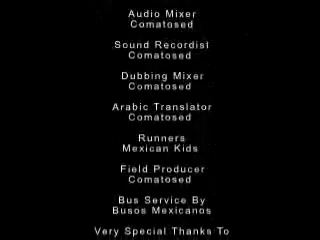 Audio Mixer
Comatosed
Sound Recordist
Comatosed
Dubbing Mixer
Comatosed
Arabic Translator
Comatosed
Runners
Mexican Kids
Field Producer
Comatosed
Bus Service By
Busos Mexicanos
Very Special Thanks To